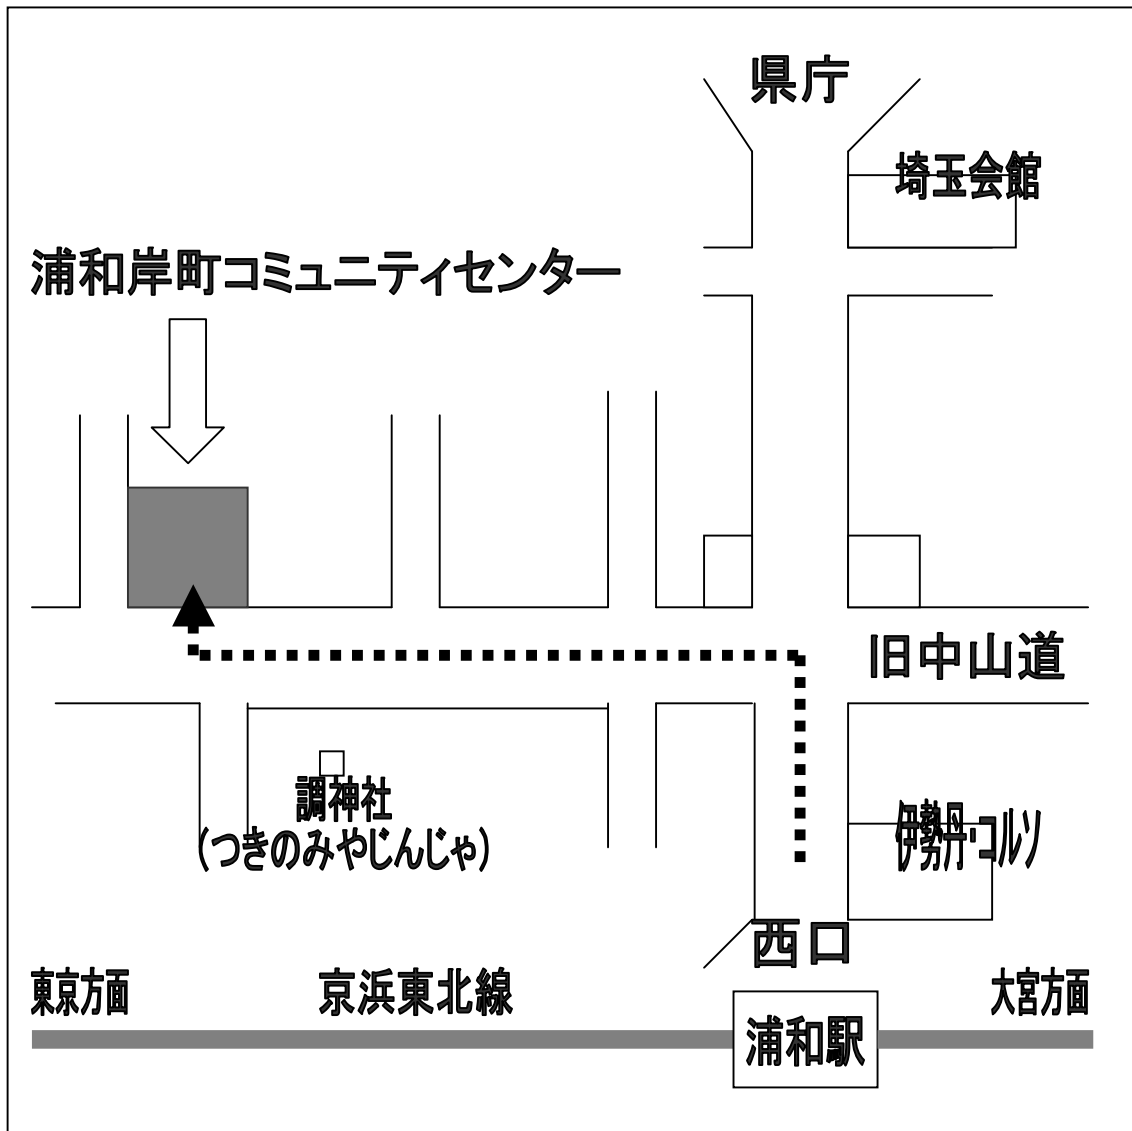 県庁
埼玉会館
浦和岸町コミュニティセンター
旧中山道
調神社
(つきのみやじんじゃ)
伊勢丹・コルソ
西口
東京方面
京浜東北線
大宮方面
浦和駅